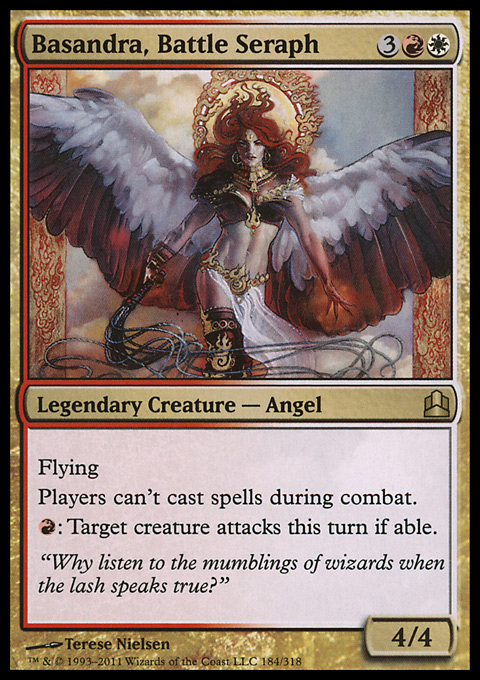 Basandra, Battle Seraph 3
Legendary Creature — Angel
Flying
Players can't cast spells during combat.
: Target creature attacks this turn if able.
"Why listen to the mumblings of wizards when
the lash speaks true?"
Terese Nielsen
4/4
™ & © 1993–2011 Wizards of the Coast LLC 184/318